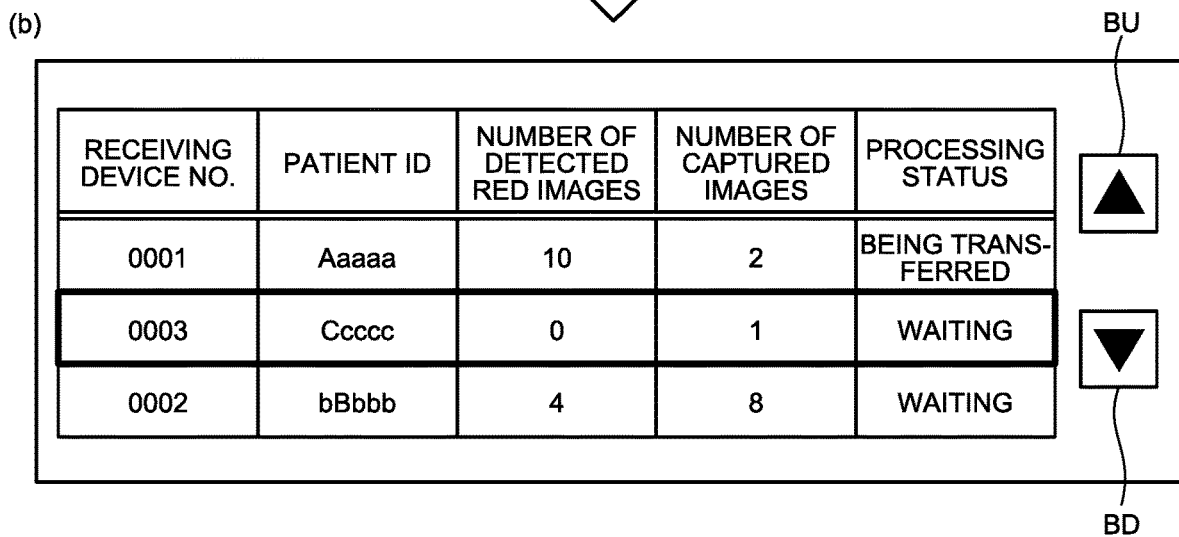 (b)
BU
RECEIVING
DEVICE NO.
PATIENT ID
NUMBER OF
DETECTED
RED IMAGES
NUMBER OF
CAPTURED
IMAGES
PROCESSING
STATUS
0001
Aaaaa
10
2
BEING TRANS-
FERRED
0003
Ccccc
0
1
WAITING
0002
bBbbb
4
8
WAITING
BD